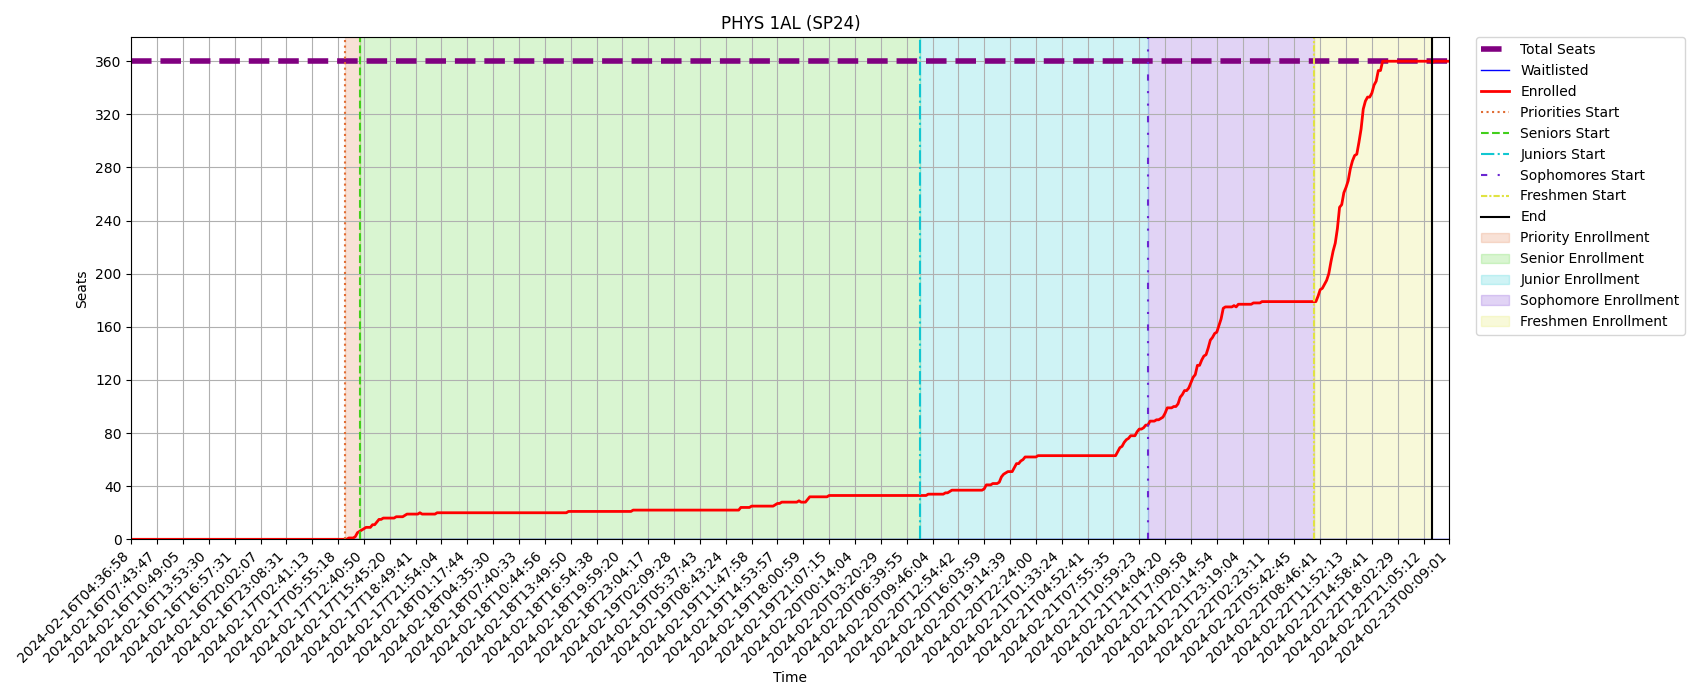 PHYS 1AL (SP24)
Seats
360
320
280
240
200
160
120
80
40
0
2024-02-16T04:36:58
2024-02-16T07:43:47
2024-02-16T10:49:05
2024-02-16T13:53:30
2024-02-16T16:57:31
2024-02-16T20:02:07
2024-02-16T23:08:31
2024-02-17T02:41:13
2024-02-17T05:55:18
2024-02-17T12:40:50
2024-02-17T15:45:20
2024-02-17T18:49:41
2024-02-17T21:54:04
2024-02-18T01:17:44
2024-02-18T04:35:30
2024-02-18T07:40:33
2024-02-18T10:44:56
2024-02-18T13:49:50
2024-02-18T16:54:38
2024-02-18T19:59:20
2024-02-18T23:04:17
2024-02-19T02:09:28
2024-02-19T05:37:43
2024-02-19T08:43:24
2024-02-19T11:47:58
2024-02-19T14:53:57
2024-02-19T18:00:59
2024-02-19T21:07:15
2024-02-20T00:14:04
2024-02-20T03:20:29
2024-02-20T06:39:55
2024-02-20T09:46:04
2024-02-20T12:54:42
2024-02-20T16:03:59
2024-02-20T19:14:39
2024-02-20T22:24:00
2024-02-21T01:33:24
2024-02-21T04:52:41
2024-02-21T07:55:35
2024-02-21T10:59:23
2024-02-21T14:04:20
2024-02-21T17:09:58
2024-02-21T20:14:54
2024-02-21T23:19:04
2024-02-22T02:23:11
2024-02-22T05:42:45
2024-02-22T08:46:41
2024-02-22T11:52:13
2024-02-22T14:58:41
2024-02-22T18:02:29
2024-02-22T21:05:12
2024-02-23T00:09:01
Time
Total Seats
Waitlisted
Enrolled
Priorities Start
Seniors Start
Juniors Start
Sophomores Start
Freshmen Start
End
Priority Enrollment
Senior Enrollment
Junior Enrollment
Sophomore Enrollment
Freshmen Enrollment